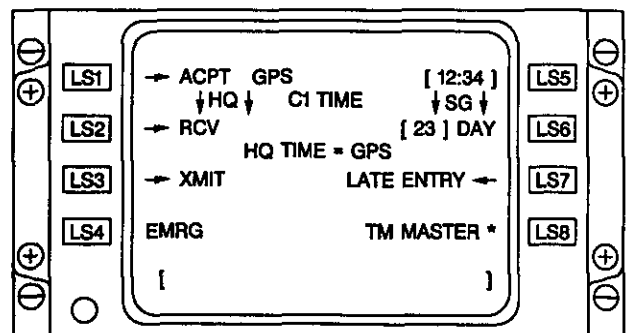 LS1 → ACPT GPS [ 12:34 ] LS5
↓ HQ ↓ C1 TIME ↓ SG ↓
LS2 → RCV [ 23 ] DAY LS6
HQ TIME = GPS
LS3 → XMIT LATE ENTRY ← LS7
LS4 EMRG TM MASTER * LS8
[ ]